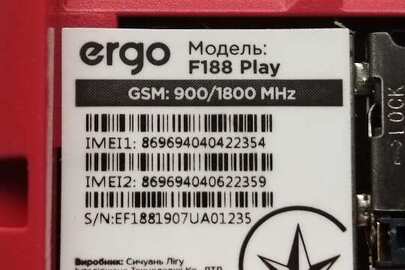 ergo Модель:
F188 Play
GSM: 900/1800 MHz
IMEI1: 869694040422354
IMEI2: 869694040622359
S/N:EF1881907UA01235
Виробник: Сичуань Лігу
LOCK